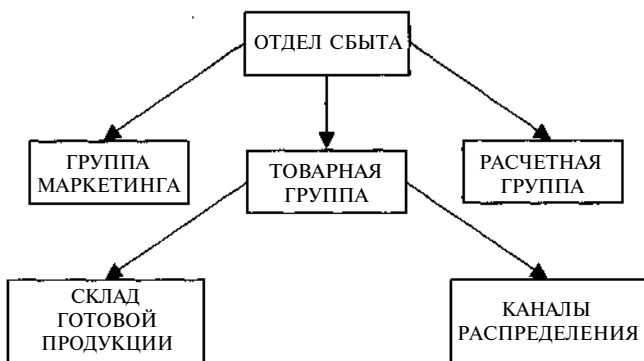 ОТДЕЛ СБЫТА
ГРУППА
МАРКЕТИНГА
ТОВАРНАЯ
ГРУППА
РАСЧЕТНАЯ
ГРУППА
СКЛАД
ГОТОВОЙ
ПРОДУКЦИИ
КАНАЛЫ
РАСПРЕДЕЛЕНИЯ